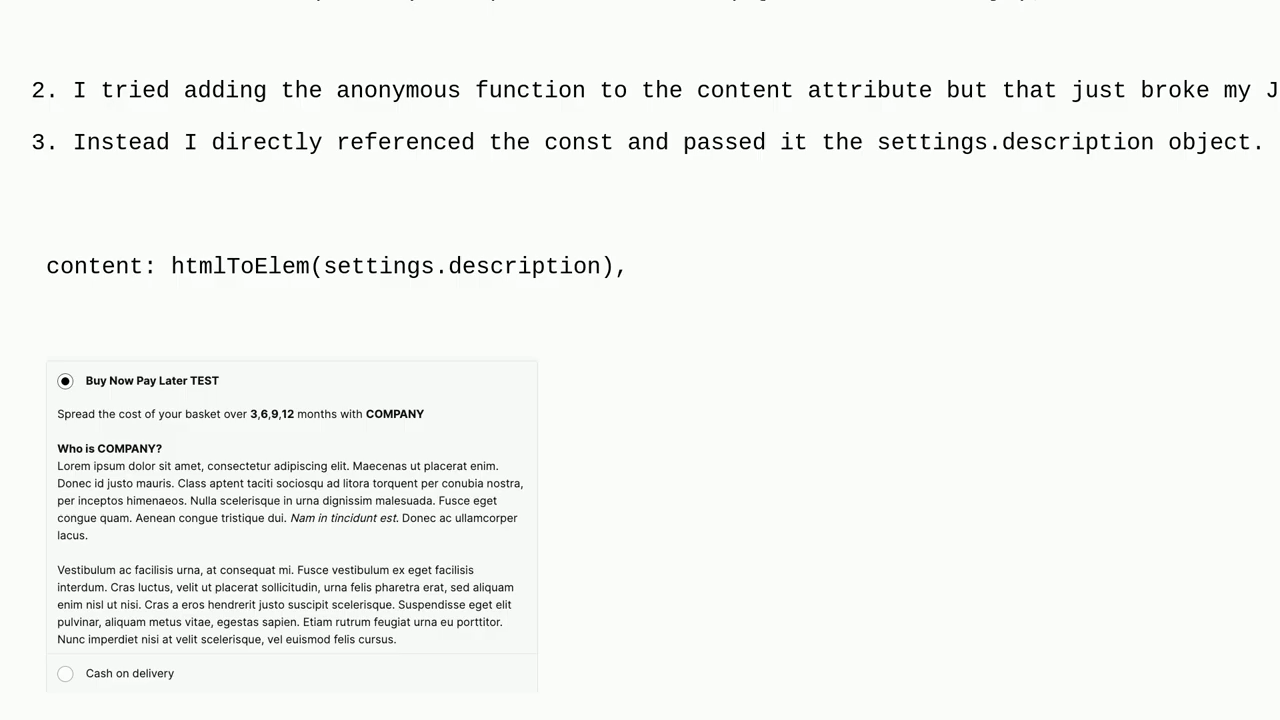 2. I tried adding the anonymous function to the content attribute but that just broke my
3. Instead I directly referenced the const and passed it the settings.description object.
content: htmlToElem(settings.description),
Buy Now Pay Later TEST
Spread the cost of your basket over 3,6,9,12 months with COMPANY
Who is COMPANY?
Lorem ipsum dolor sit amet, consectetur adipiscing elit. Maecenas ut placerat enim.
Donec id justo mauris. Class aptent taciti sociosqu ad litora torquent per conubia nostra,
per inceptos himenaeos. Nulla scelerisque in urna dignissim malesuada. Fusce eget
congue quam. Aenean congue tristique dui. Nam in tincidunt est. Donec ac ullamcorper
lacus.
Vestibulum ac facilisis urna, at consequat mi. Fusce vestibulum ex eget facilisis
interdum. Cras luctus, velit ut placerat sollicitudin, urna felis pharetra erat, sed aliquam
enim nisl ut nisi. Cras a eros hendrerit justo suscipit scelerisque. Suspendisse eget elit
pulvinar, aliquam metus vitae, egestas sapien. Etiam rutrum feugiat urna eu porttitor.
Nunc imperdiet nisi at velit scelerisque, vel euismod felis cursus.
Cash on delivery